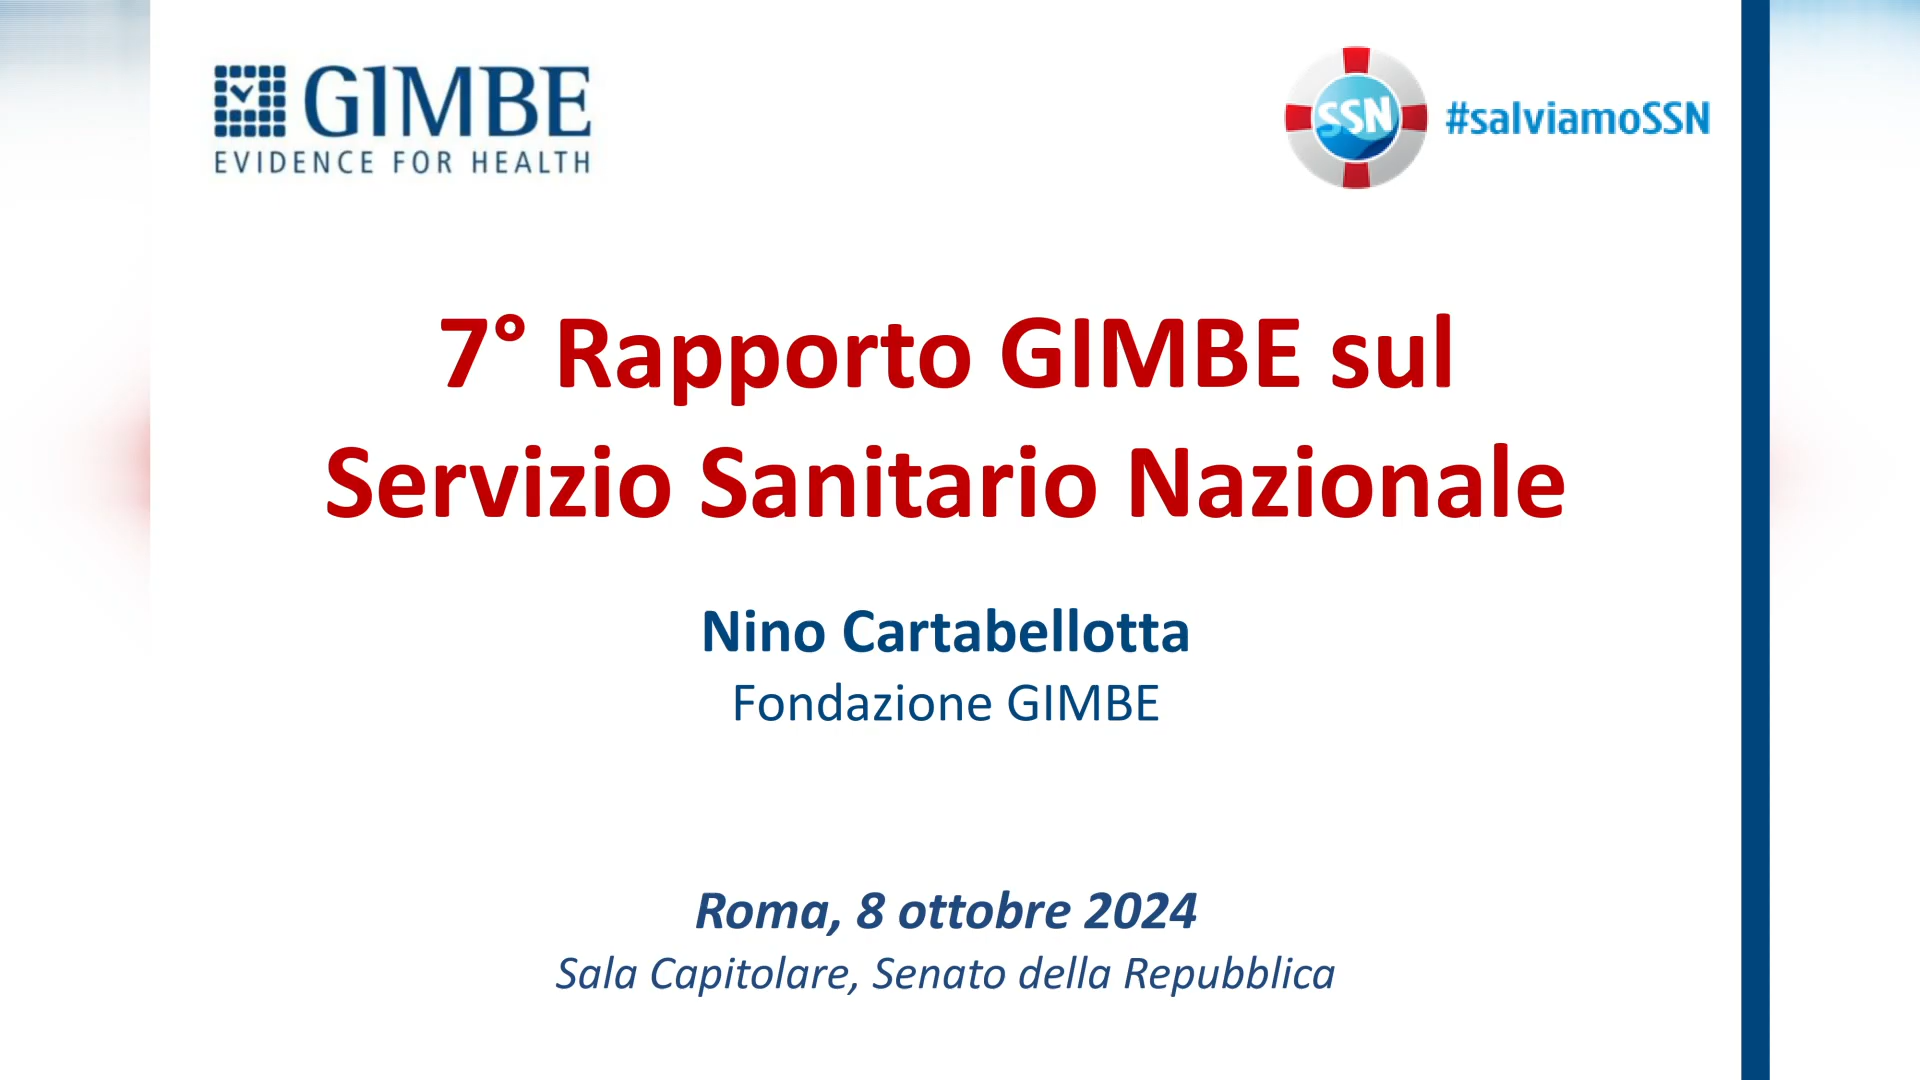 GIMBE
EVIDENCE FOR HEALTH
SSN
#salviamoSSN
7° Rapporto GIMBE sul
Servizio Sanitario Nazionale
Nino Cartabellotta
Fondazione GIMBE
Roma, 8 ottobre 2024
Sala Capitolare, Senato della Repubblica